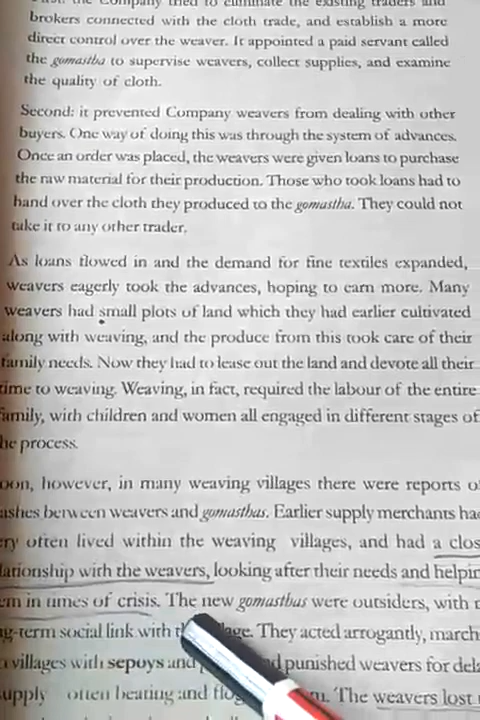 the Company tried to eliminate the existing traders and
brokers connected with the cloth trade, and establish a more
direct control over the weaver. It appointed a paid servant called
the gomastha to supervise weavers, collect supplies, and examine
the quality of cloth.
Second: it prevented Company weavers from dealing with other
buyers. One way of doing this was through the system of advances.
Once an order was placed, the weavers were given loans to purchase
the raw material for their production. Those who took loans had to
hand over the cloth they produced to the gomastha. They could not
take it to any other trader.
As loans flowed in and the demand for fine textiles expanded,
weavers eagerly took the advances, hoping to earn more. Many
weavers had small plots of land which they had earlier cultivated
along with weaving, and the produce from this took care of their
family needs. Now they had to lease out the land and devote all their
time to weaving. Weaving, in fact, required the labour of the entire
family, with children and women all engaged in different stages of
he process.
oon, however, in many weaving villages there were reports o
ashes between weavers and gomasthas. Earlier supply merchants ha
ery often lived within the weaving villages, and had a clos
lationship with the weavers, looking after their needs and helpin
em in times of crisis. The new gomasthas were outsiders, with
g-term social link with lage. They acted arrogantly, march
villages with sepoys and punished weavers for del
upply often beating and flog m. The weavers lost